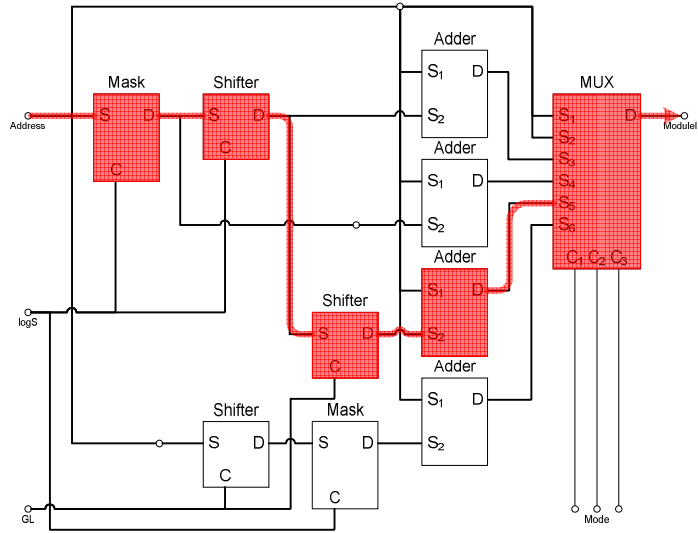 Adder
S1 D
S2
Mask
S D
C
Shifter
S D
C
MUX
S1 D
S2
S3
S4
S5
S6
C1 C2 C3
Address
ModuleI
Adder
S1 D
S2
Adder
S1 D
S2
logS
Shifter
S D
C
Adder
S1 D
S2
Shifter
S D
C
Mask
S D
C
GL
Mode